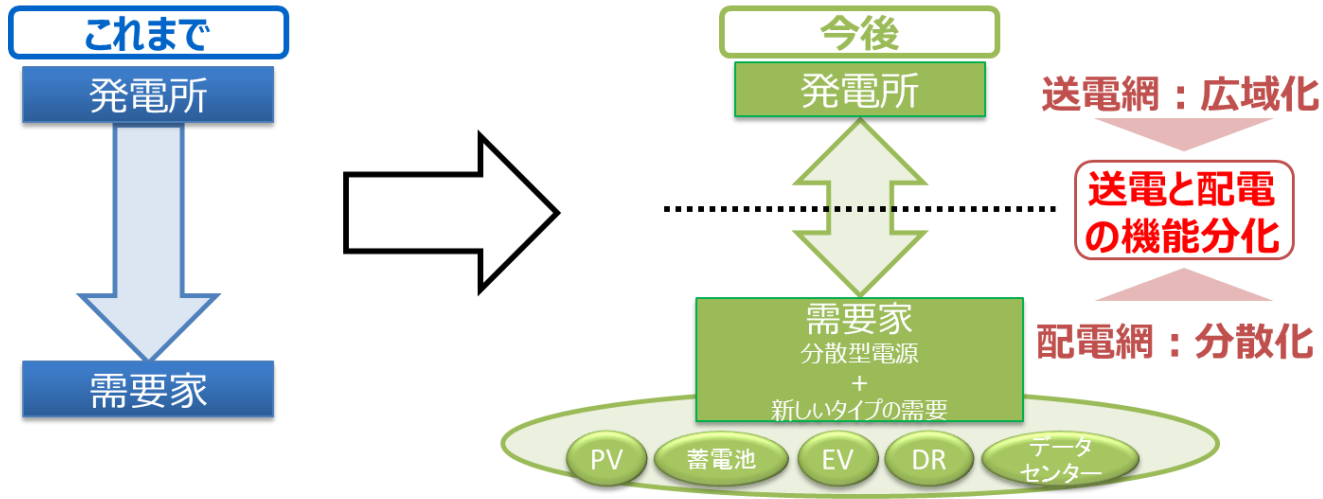 これまで
発電所
需要家
今後
発電所
需要家
分散型電源
+
新しいタイプの需要
PV
蓄電池
EV
DR
データ
センター
送電網：広域化
送電と配電
の機能分化
配電網：分散化